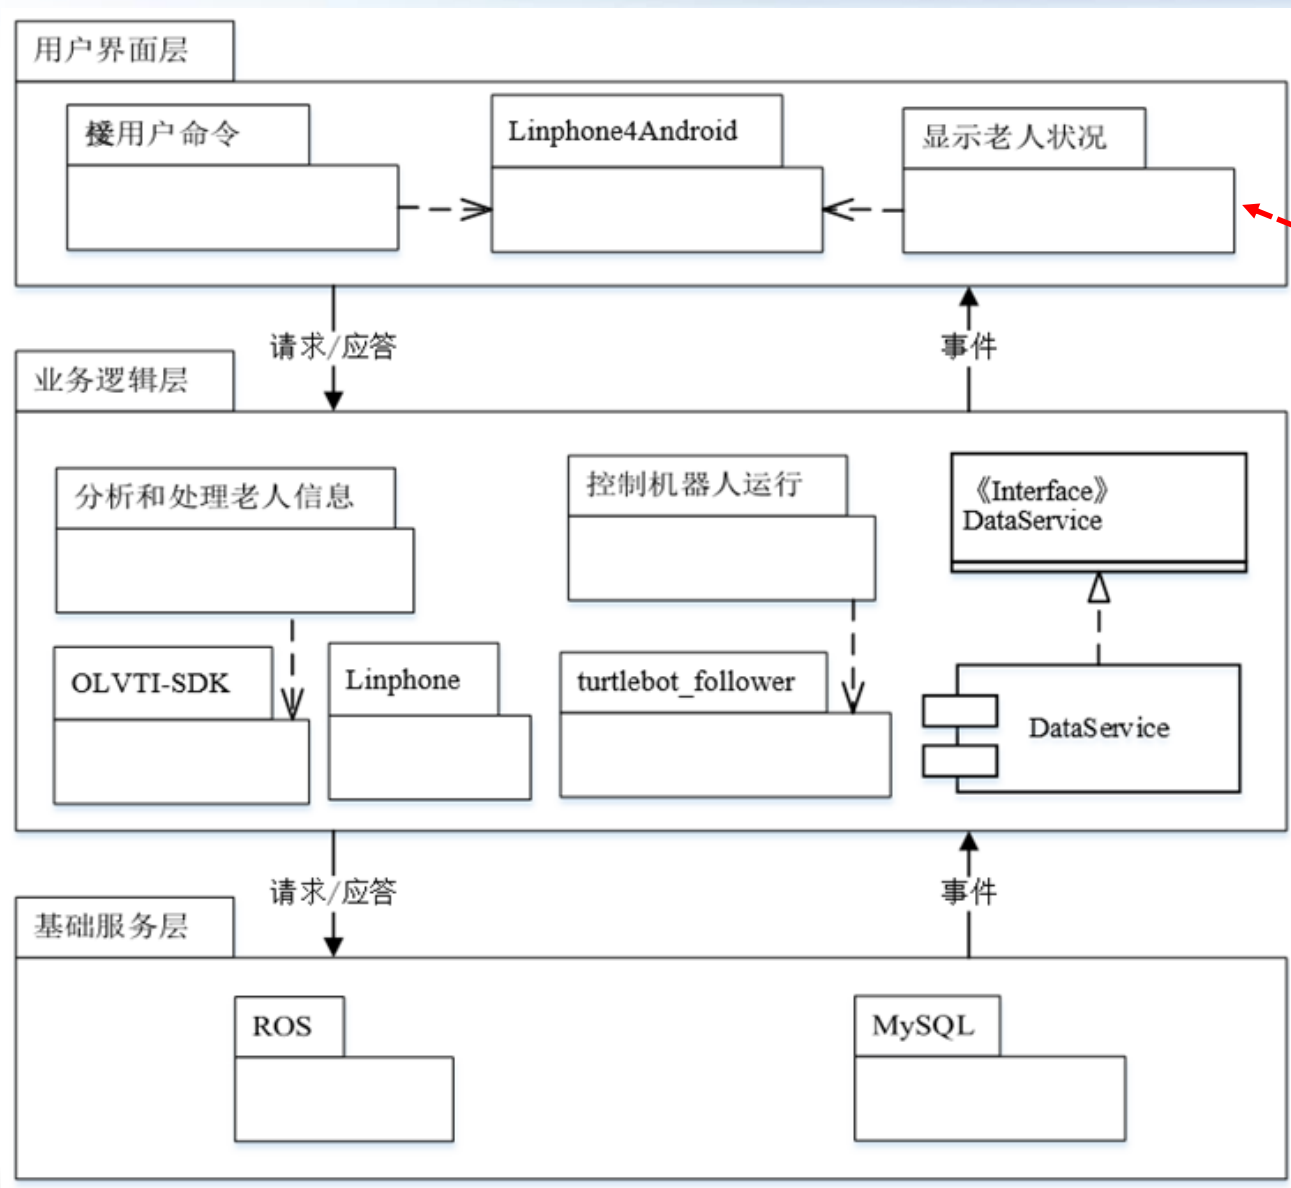 用户界面层
接受用户命令
Linphone4Android
显示老人状况
请求/应答
事件
业务逻辑层
分析和处理老人信息
控制机器人运行
《Interface》
DataService
OLVTI-SDK
Linphone
turtlebot_follower
DataService
请求/应答
事件
基础服务层
ROS
MySQL